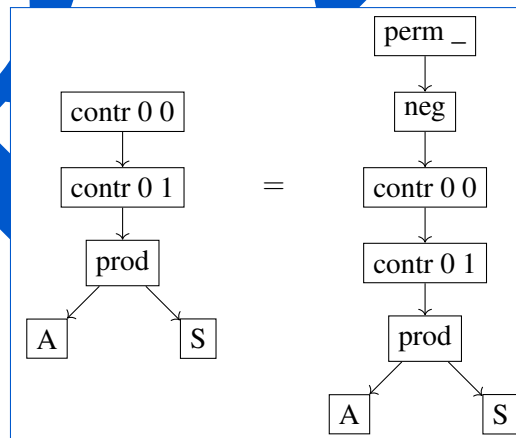 contr 0 0
contr 0 1
prod
A S
=
perm _
neg
contr 0 0
contr 0 1
prod
A S